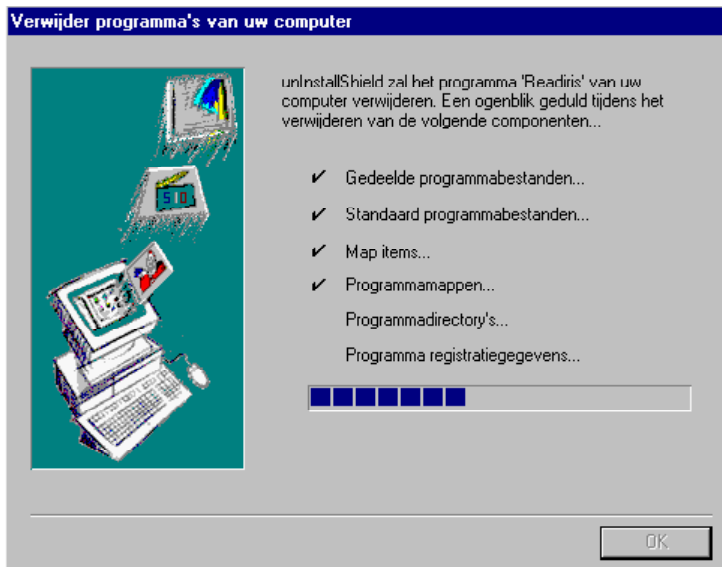 Verwijder programma's van uw computer
unInstallShield zal het programma 'Readiris' van uw
computer verwijderen. Een ogenblik geduld tijdens het
verwijderen van de volgende componenten...
✔ Gedeelde programmabestanden...
✔ Standaard programmabestanden...
✔ Map items...
✔ Programmamappen...
Programmadirectory's...
Programma registratiegegevens...
OK